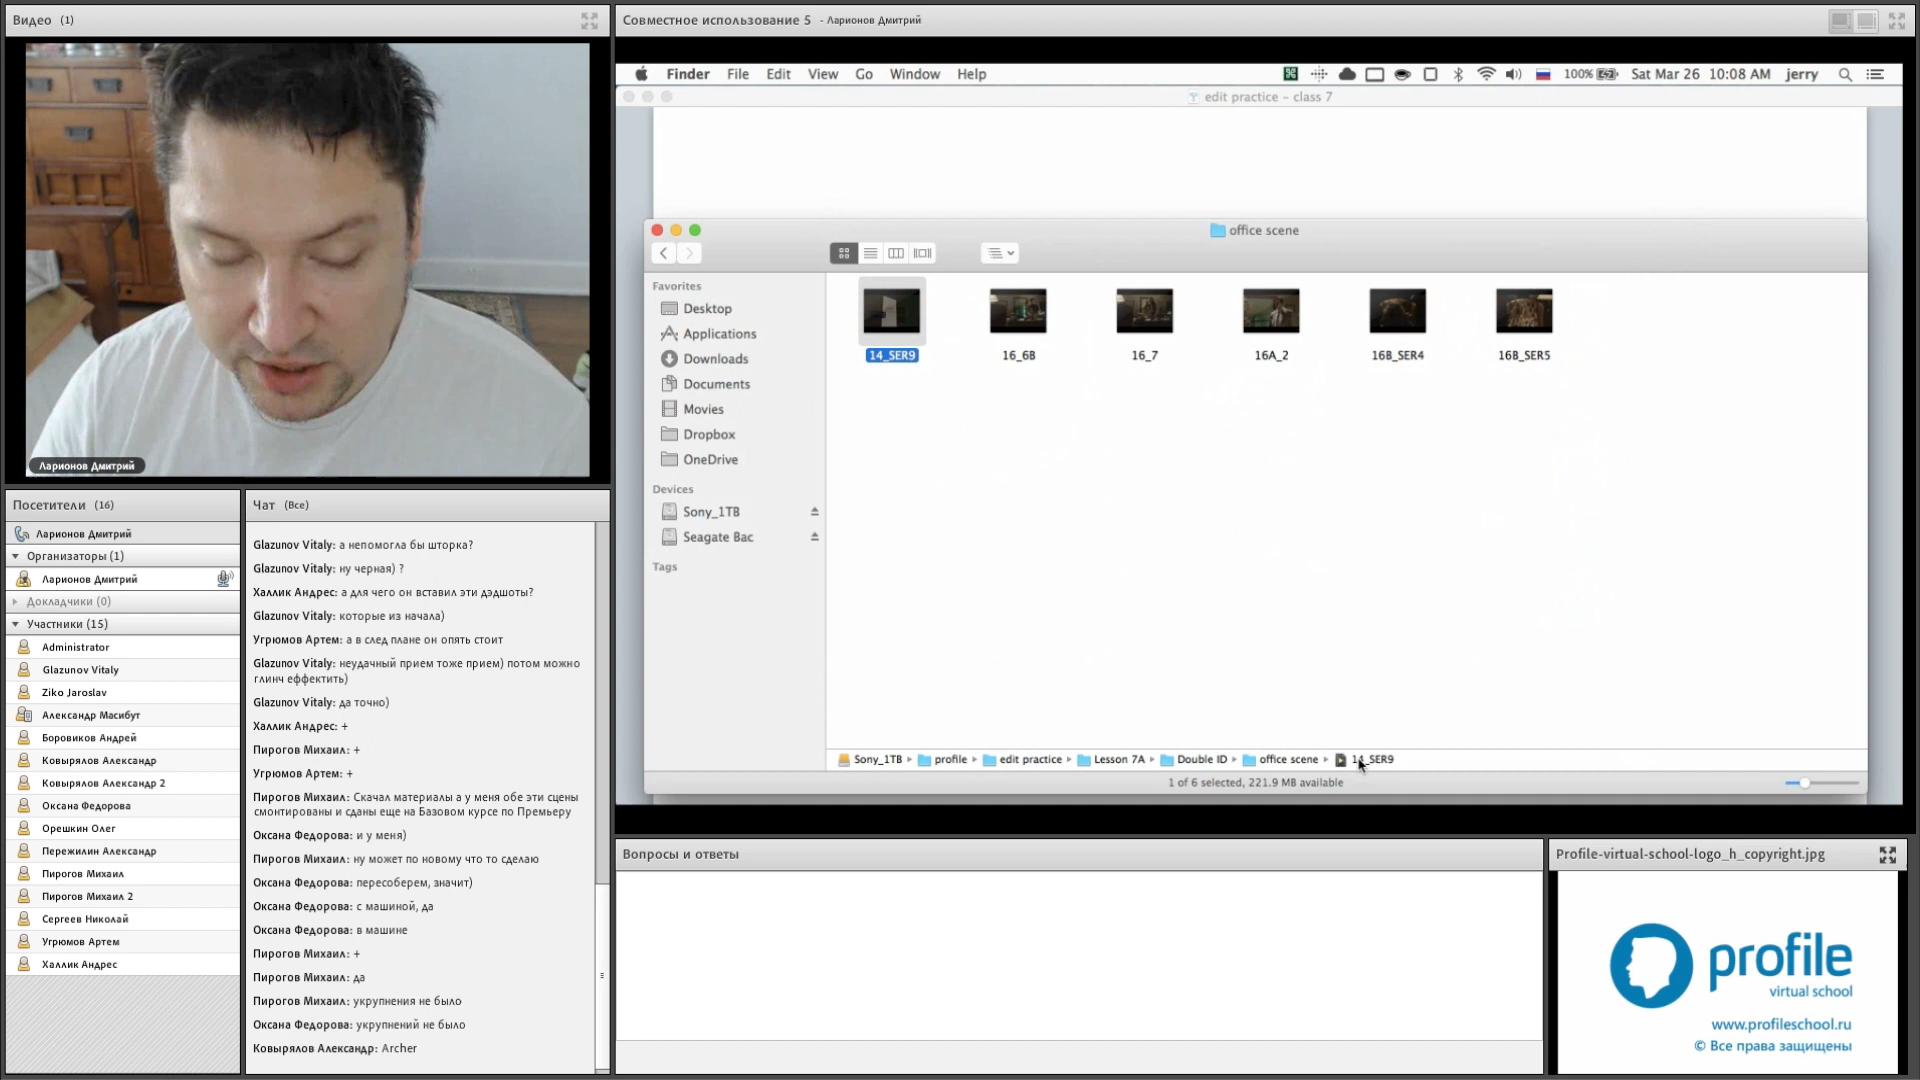 Видео (1)
Ларионов Дмитрий
Посетители (16)
Ларионов Дмитрий
Организаторы (1)
Ларионов Дмитрий
Докладчики (0)
Участники (15)
Administrator
Glazunov Vitaly
Ziko Jaroslav
Александр Масибут
Боровиков Андрей
Ковырялов Александр
Ковырялов Александр 2
Оксана Федорова
Орешкин Олег
Пережилин Александр
Пирогов Михаил
Пирогов Михаил 2
Сергеев Николай
Угрюмов Артем
Халлик Андрес
Чат (Все)
Glazunov Vitaly: а непомогла бы шторка?
Glazunov Vitaly: ну черная) ?
Халлик Андрес: а для чего он вставил эти дэдшоты?
Glazunov Vitaly: которые из начала)
Угрюмов Артем: а в след плане он опять стоит
Glazunov Vitaly: неудачный прием тоже прием) потом можно
глинч еффектить)
Glazunov Vitaly: да точно)
Халлик Андрес: +
Пирогов Михаил: +
Угрюмов Артем: +
Пирогов Михаил: Скачал материалы а у меня обе эти сцены
смонтированы и сданы еще на Базовом курсе по Премьеру
Оксана Федорова: и у меня)
Пирогов Михаил: ну может по новому что то сделаю
Оксана Федорова: пересоберем, значит)
Оксана Федорова: с машиной, да
Оксана Федорова: в машине
Пирогов Михаил: +
Пирогов Михаил: да
Пирогов Михаил: укрупнения не было
Оксана Федорова: укрупнений не было
Ковырялов Александр: Archer
Совместное использование 5 - Ларионов Дмитрий
Finder File Edit View Go Window Help
100% Sat Mar 26 10:08 AM jerry
edit practice – class 7
office scene
Favorites
Desktop
Applications
Downloads
Documents
Movies
Dropbox
OneDrive
Devices
Sony_1TB
Seagate Bac
Tags
14_SER9 16_6B 16_7 16A_2 16B_SER4 16B_SER5
Sony_1TB ▸ profile ▸ edit practice ▸ Lesson 7A ▸ Double ID ▸ office scene ▸ 14_SER9
1 of 6 selected, 221.9 MB available
Вопросы и ответы
Profile-virtual-school-logo_h_copyright.jpg
profile
virtual school
www.profileschool.ru
© Все права защищены